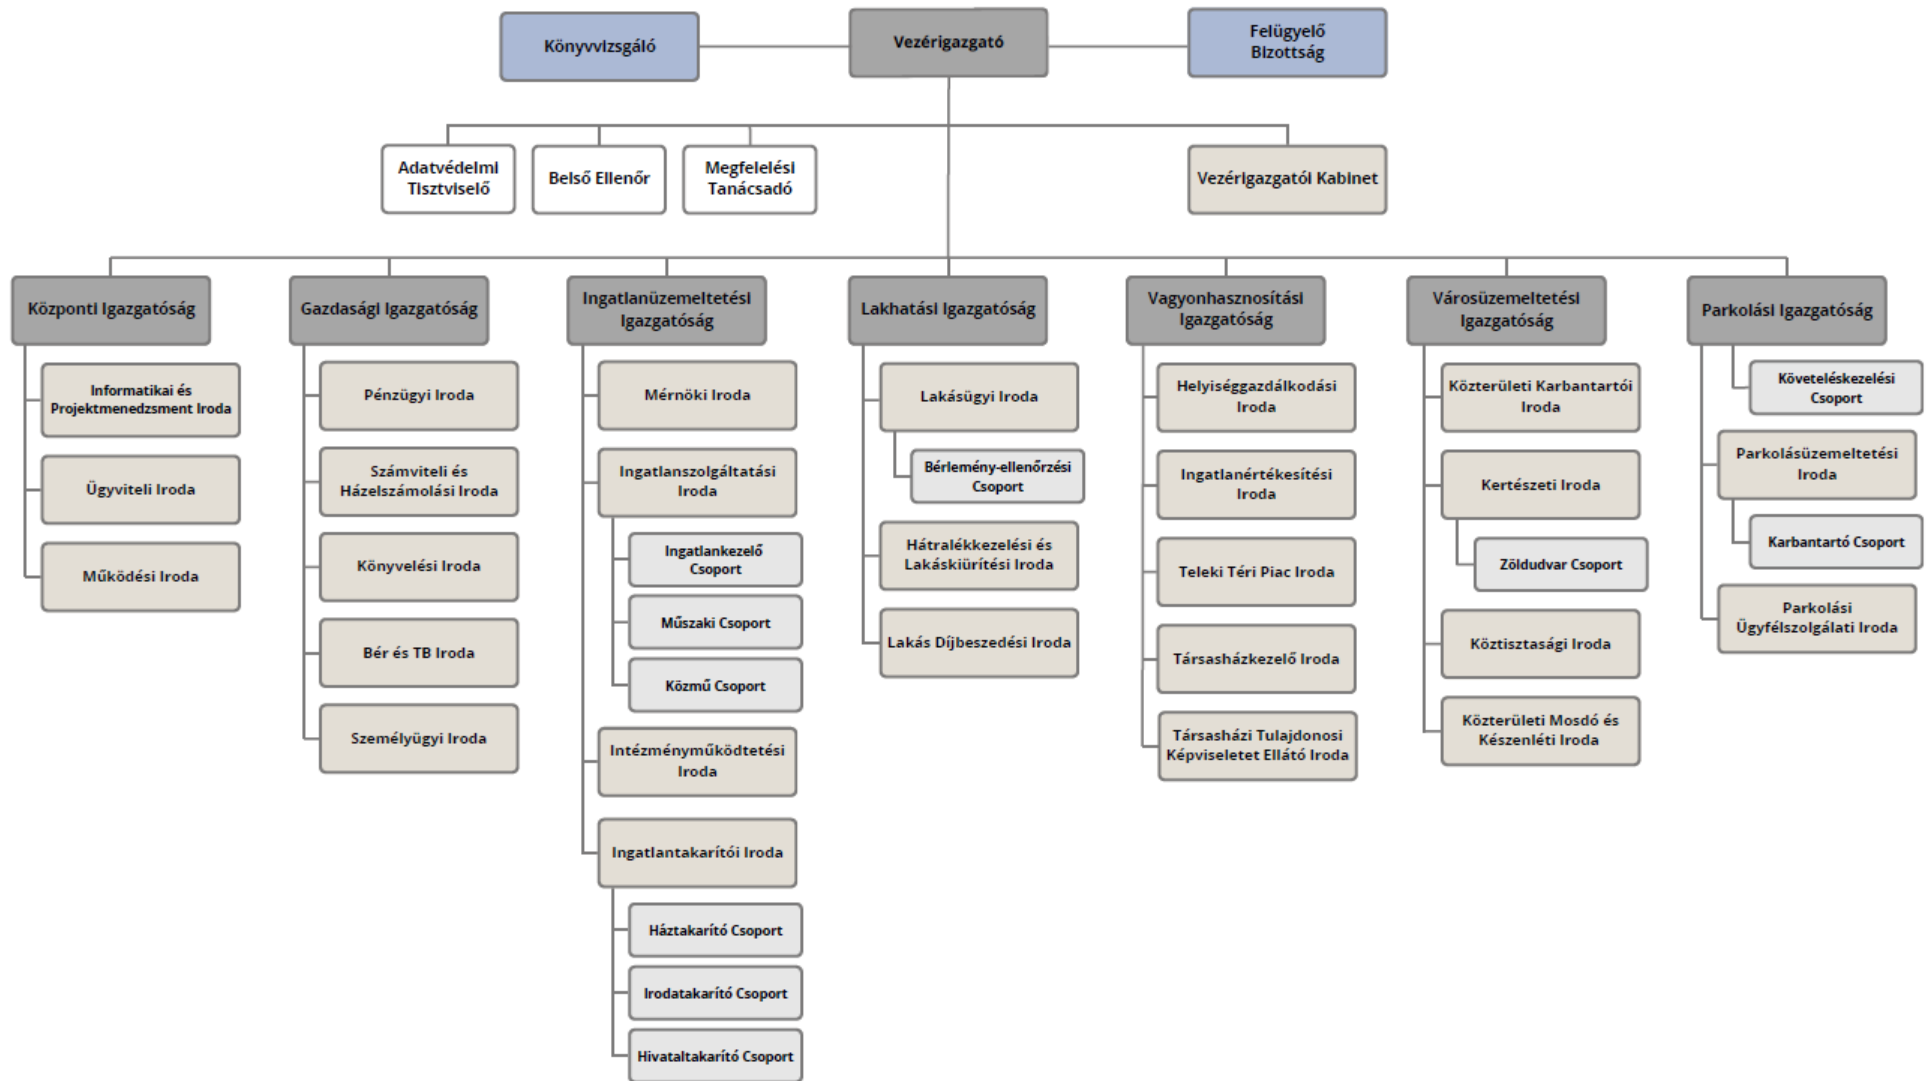 Könyvvizsgáló
Vezérigazgató
Felügyelő
Bizottság
Adatvédelmi
Tisztviselő
Belső Ellenőr
Megfelelési
Tanácsadó
Vezérigazgatói Kabinet
Központi Igazgatóság
Informatikai és
Projektmenedzsment Iroda
Ügyviteli Iroda
Működési Iroda
Gazdasági Igazgatóság
Pénzügyi Iroda
Számviteli és
Házelszámolási Iroda
Könyvelési Iroda
Bér és TB Iroda
Személyügyi Iroda
Ingatlanüzemeltetési
Igazgatóság
Mérnöki Iroda
Ingatlanszolgáltatási
Iroda
Ingatlankezelő
Csoport
Műszaki Csoport
Közmű Csoport
Intézményműködtetési
Iroda
Ingatlantakarítói Iroda
Háztakarító Csoport
Irodatakarító Csoport
Hivataltakarító Csoport
Lakhatási Igazgatóság
Lakásügyi Iroda
Bérlemény-ellenőrzési
Csoport
Hátralékkezelési és
Lakáskiürítési Iroda
Lakás Díjbeszedési Iroda
Vagyonhasznosítási
Igazgatóság
Helyiséggazdálkodási
Iroda
Ingatlanértékesítési
Iroda
Teleki Téri Piac Iroda
Társasházkezelő Iroda
Társasházi Tulajdonosi
Képviseletet Ellátó Iroda
Városüzemeltetési
Igazgatóság
Közterületi Karbantartói
Iroda
Kertészeti Iroda
Zöldudvar Csoport
Köztisztasági Iroda
Közterületi Mosdó és
Készenléti Iroda
Parkolási Igazgatóság
Követeléskezelési
Csoport
Parkolásüzemeltetési
Iroda
Karbantartó Csoport
Parkolási
Ügyfélszolgálati Iroda